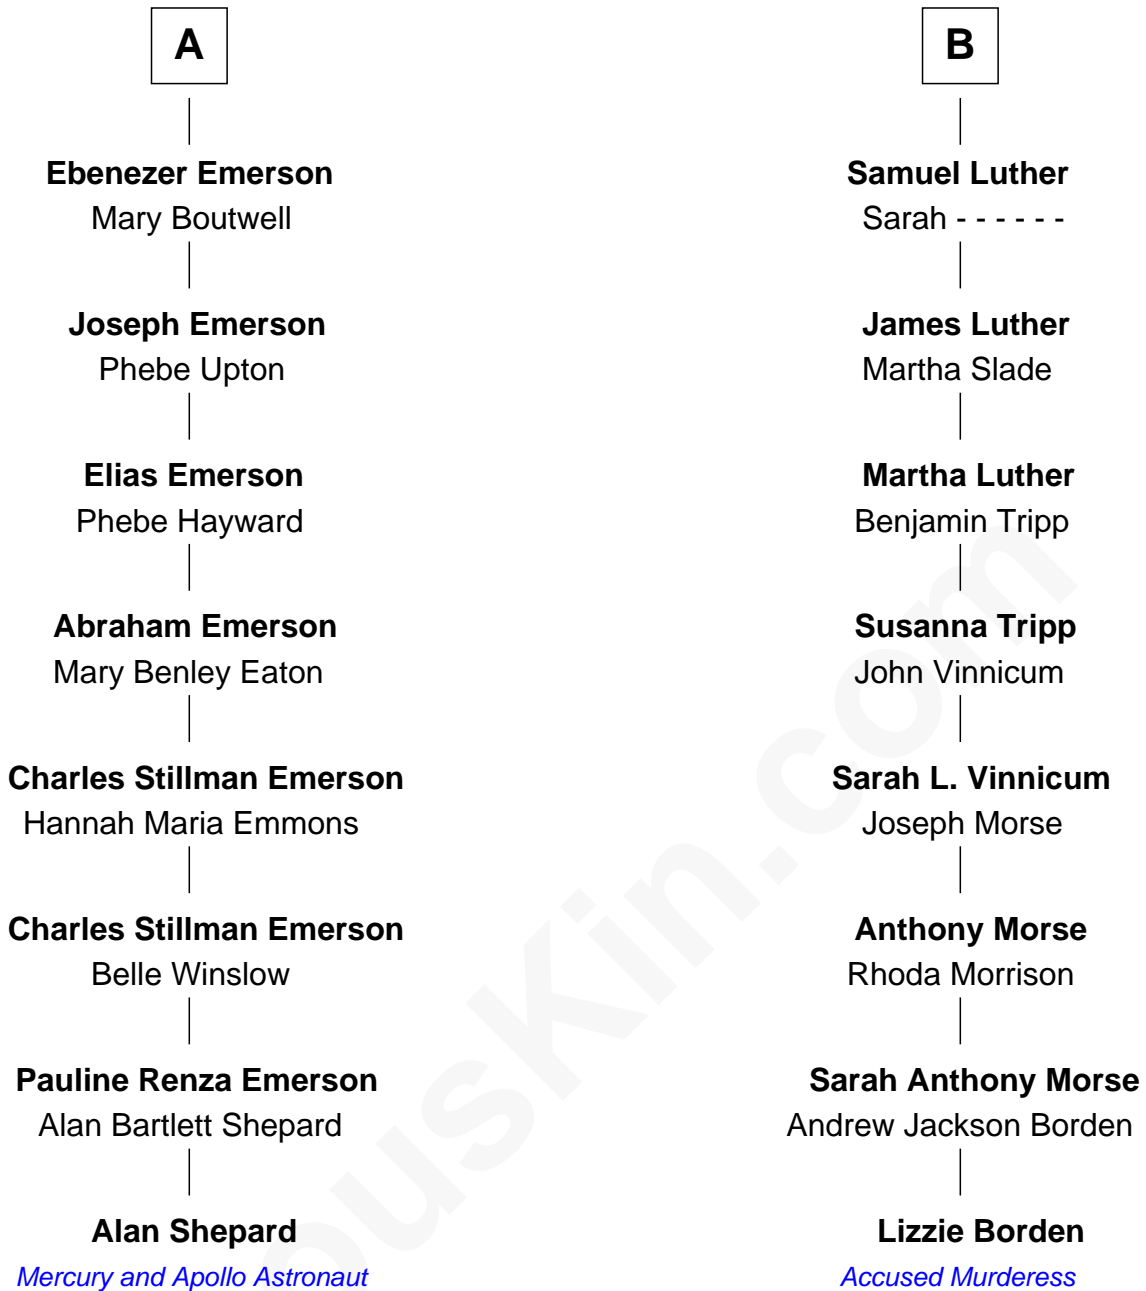 A
Ebenezer Emerson
Mary Boutwell
Joseph Emerson
Phebe Upton
Elias Emerson
Phebe Hayward
Abraham Emerson
Mary Benley Eaton
Charles Stillman Emerson
Hannah Maria Emmons
Charles Stillman Emerson
Belle Winslow
Pauline Renza Emerson
Alan Bartlett Shepard
Alan Shepard
Mercury and Apollo Astronaut
B
Samuel Luther
Sarah - - - - - -
James Luther
Martha Slade
Martha Luther
Benjamin Tripp
Susanna Tripp
John Vinnicum
Sarah L. Vinnicum
Joseph Morse
Anthony Morse
Rhoda Morrison
Sarah Anthony Morse
Andrew Jackson Borden
Lizzie Borden
Accused Murderess
ousKin.com